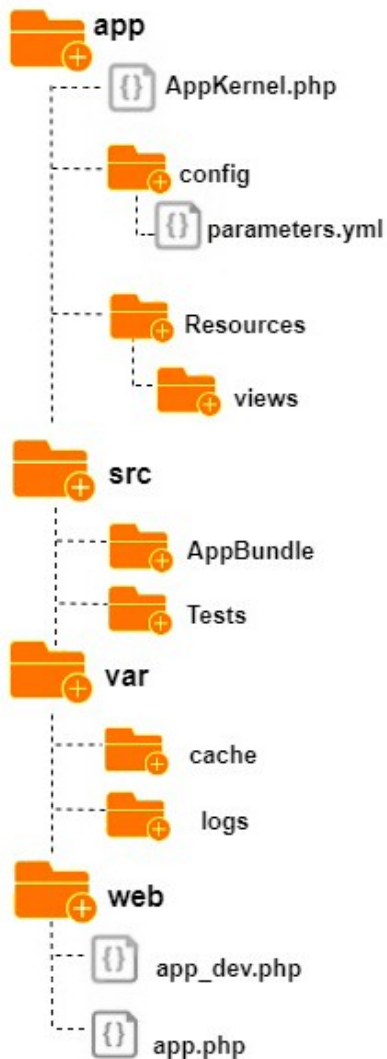 app
AppKernel.php
config
parameters.yml
Resources
views
src
AppBundle
Tests
var
cache
logs
web
app_dev.php
app.php